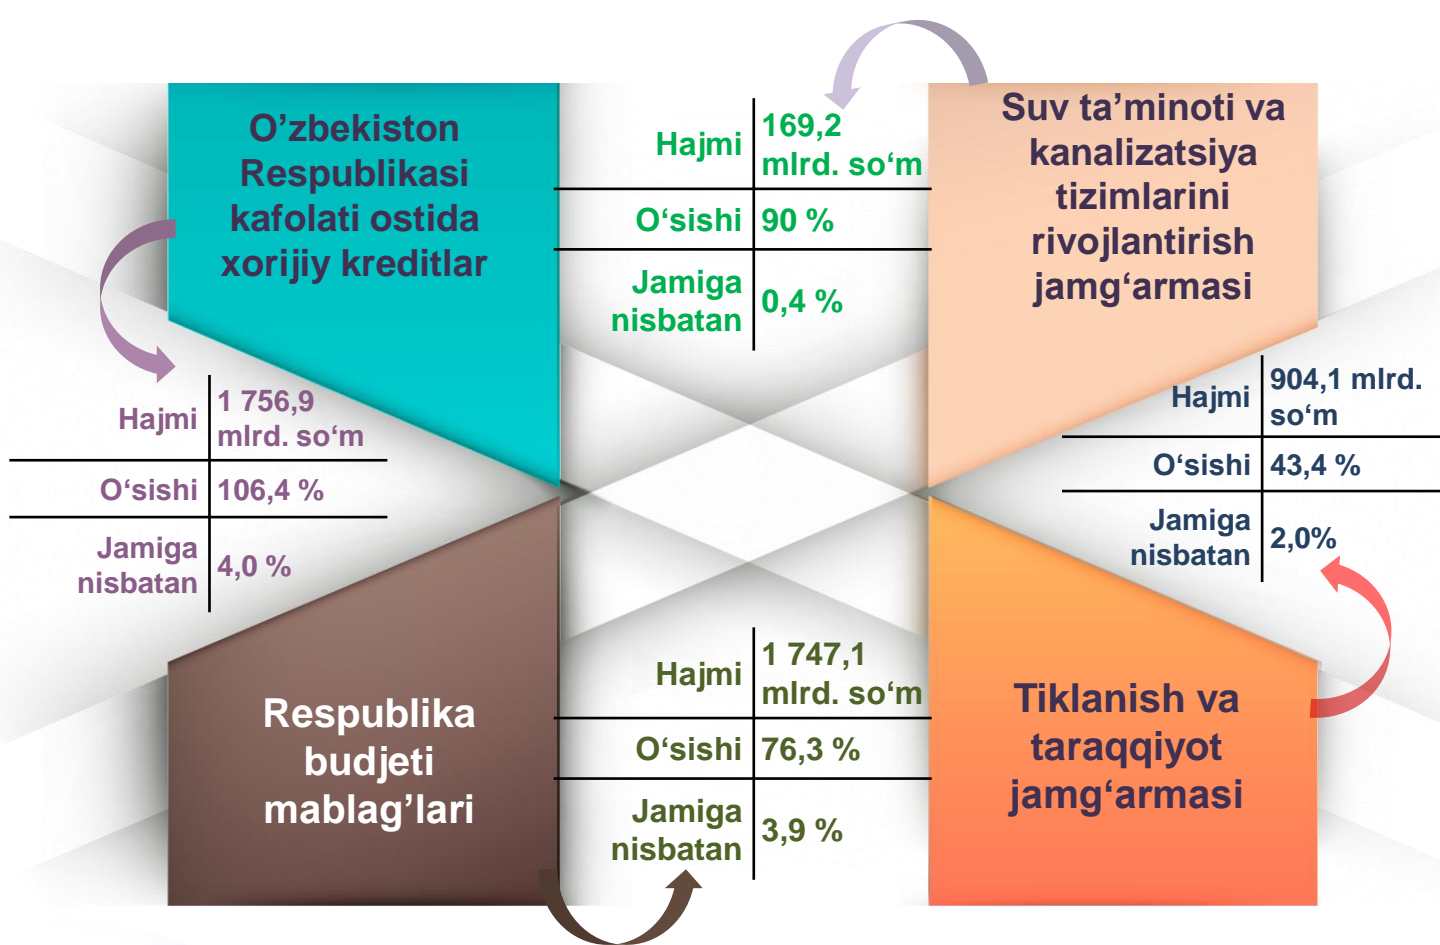 O’zbekiston
Respublikasi
kafolati ostida
xorijiy kreditlar
Hajmi
169,2
mlrd. so‘m
O‘sishi
90 %
Jamiga
nisbatan
0,4 %
Suv ta’minoti va
kanalizatsiya
tizimlarini
rivojlantirish
jamg‘armasi
Hajmi
1 756,9
mlrd. so‘m
O‘sishi
106,4 %
Jamiga
nisbatan
4,0 %
Hajmi
904,1 mlrd.
so‘m
O‘sishi
43,4 %
Jamiga
nisbatan
2,0%
Respublika
budjeti
mablag’lari
Hajmi
1 747,1
mlrd. so‘m
O‘sishi
76,3 %
Jamiga
nisbatan
3,9 %
Tiklanish va
taraqqiyot
jamg‘armasi